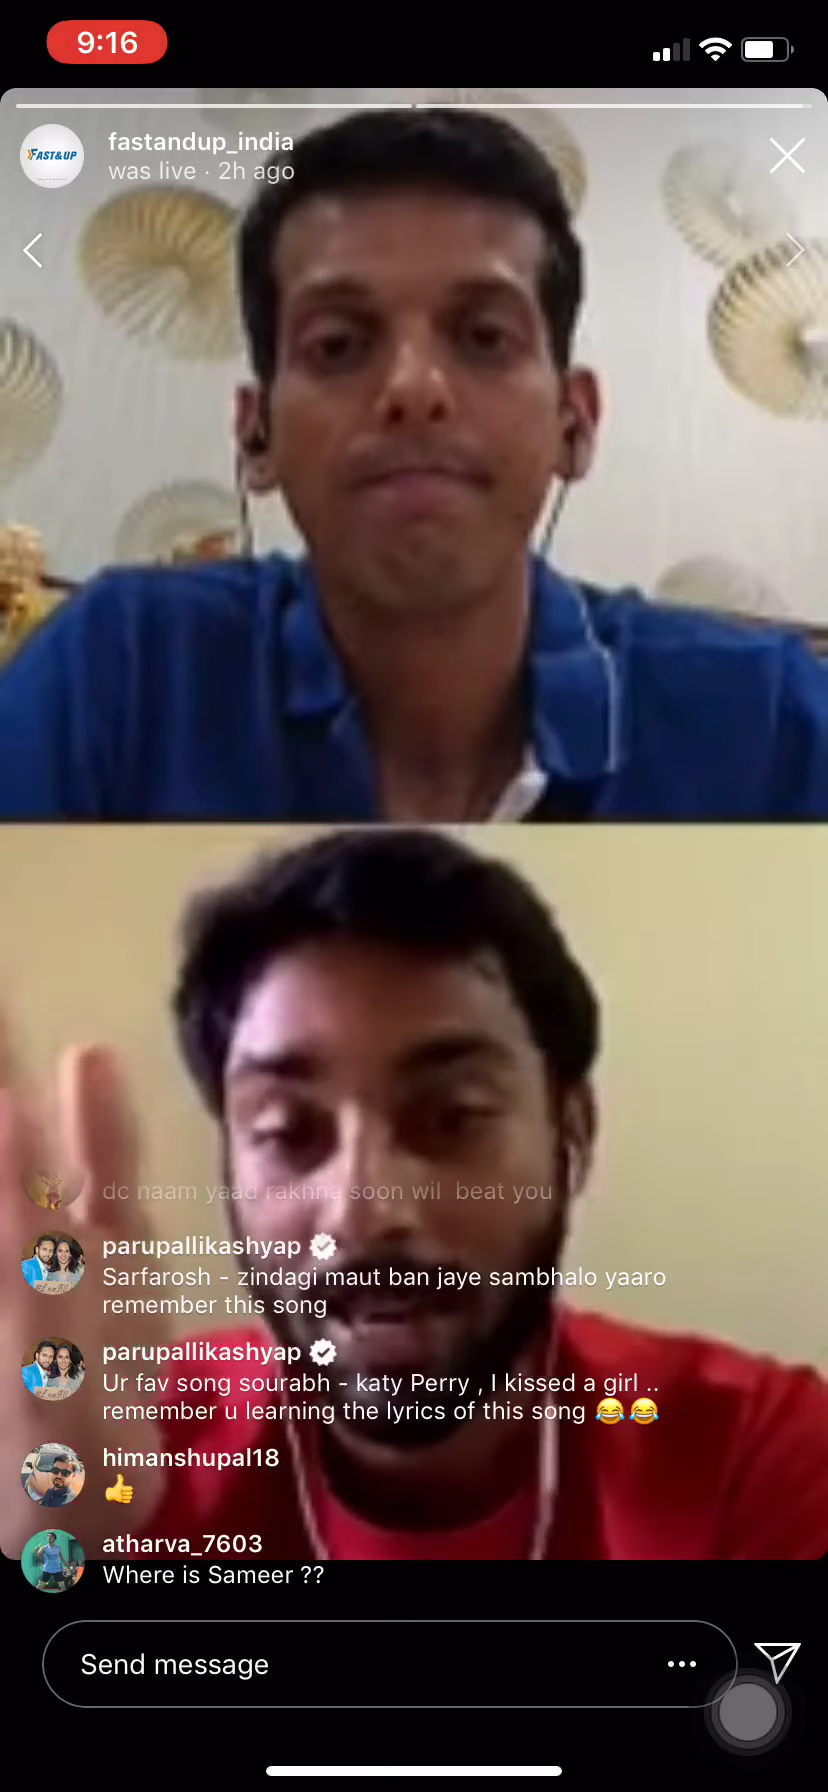 9:16
FAST&UP
fastandup_india
was live · 2h ago
dc naam yaad rakhna soon wil beat you
parupallikashyap
Sarfarosh - zindagi maut ban jaye sambhalo yaaro
remember this song
parupallikashyap
Ur fav song sourabh - katy Perry , I kissed a girl ..
remember u learning the lyrics of this song 😂😂
himanshupal18
👍
atharva_7603
Where is Sameer ??
Send message